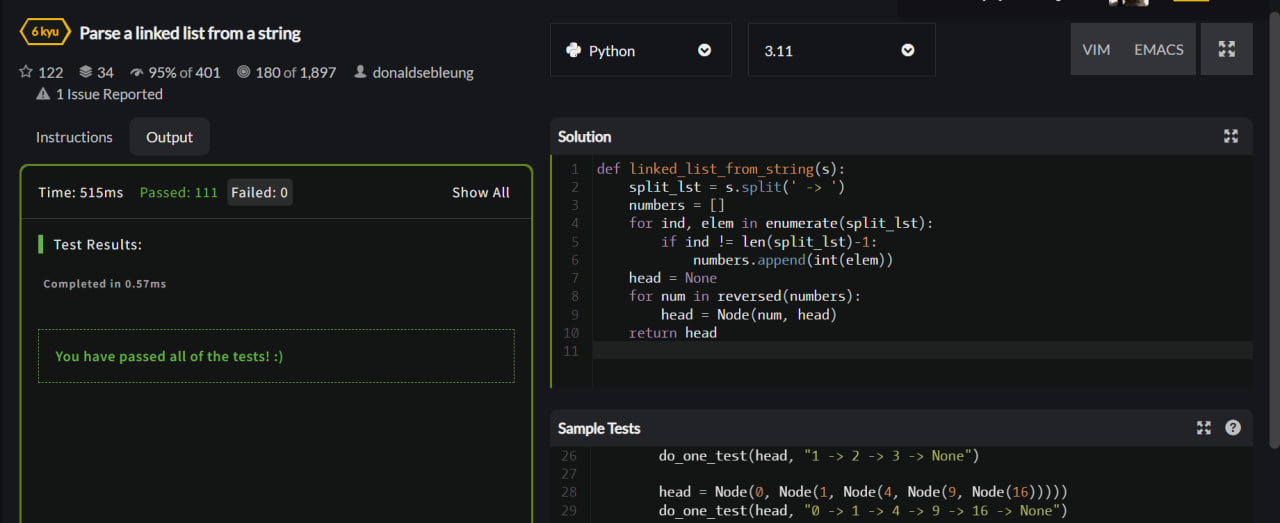 6 kyu Parse a linked list from a string
122 34 95% of 401 180 of 1,897 donaldsebleung
1 Issue Reported
Python
3.11
VIM EMACS
Instructions Output
Time: 515ms Passed: 111 Failed: 0 Show All
Test Results:
Completed in 0.57ms
You have passed all of the tests! :)
Solution
1 def linked_list_from_string(s):
2     split_lst = s.split(' -> ')
3     numbers = []
4     for ind, elem in enumerate(split_lst):
5         if ind != len(split_lst)-1:
6             numbers.append(int(elem))
7     head = None
8     for num in reversed(numbers):
9         head = Node(num, head)
10     return head
11
Sample Tests
26         do_one_test(head, "1 -> 2 -> 3 -> None")
27
28         head = Node(0, Node(1, Node(4, Node(9, Node(16)))))
29         do_one_test(head, "0 -> 1 -> 4 -> 9 -> 16 -> None")